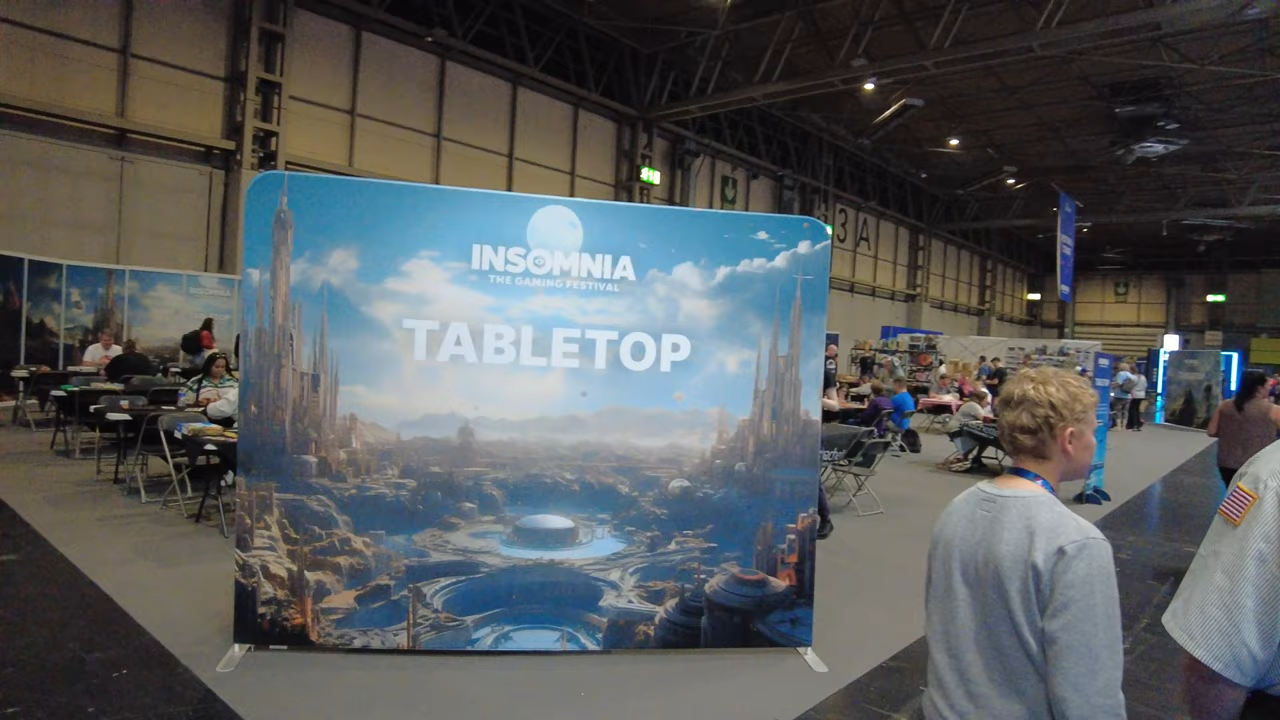 INSOMNIA
THE GAMING FESTIVAL
TABLETOP
3A